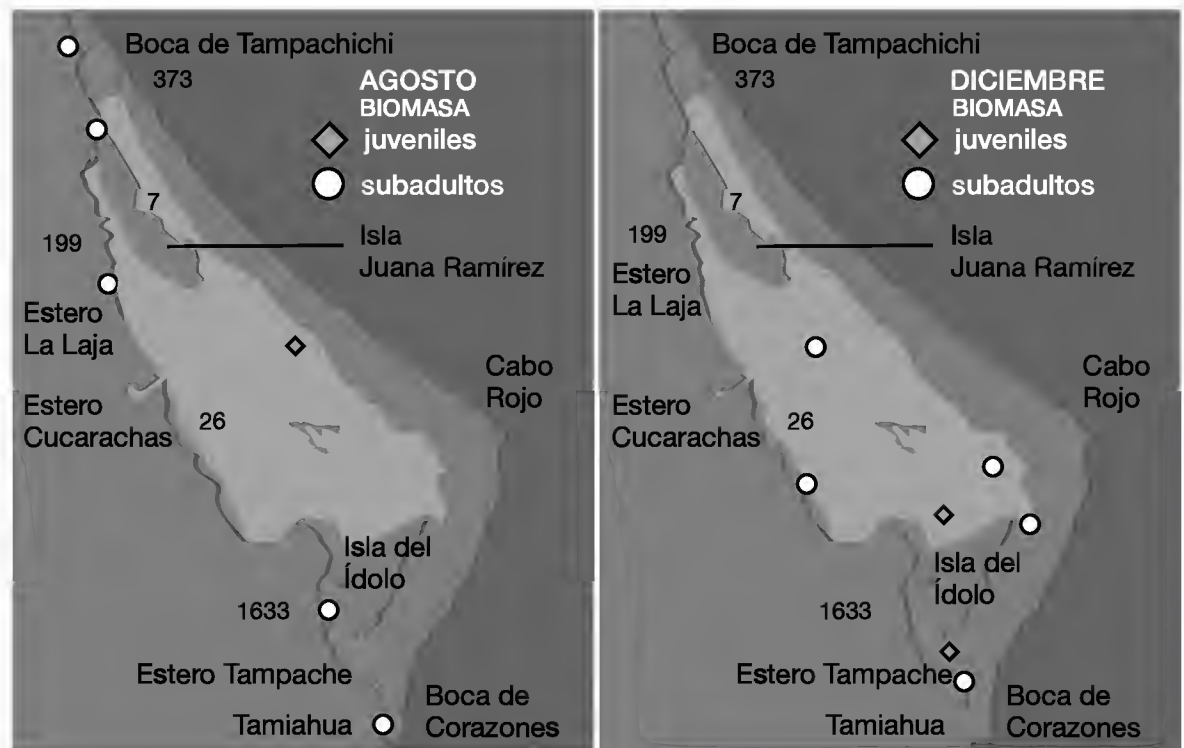 Boca de Tampachichi
373
AGOSTO
BIOMASA
juveniles
subadultos
7
199
Isla
Juana Ramírez
Estero
La Laja
Cabo
Rojo
Estero
Cucarachas
26
Isla del
Ídolo
1633
Estero Tampache
Tamiahua
Boca de
Corazones
Boca de Tampachichi
373
DICIEMBRE
BIOMASA
juveniles
subadultos
7
199
Isla
Juana Ramírez
Estero
La Laja
Cabo
Rojo
Estero
Cucarachas
26
Isla del
Ídolo
1633
Estero Tampache
Tamiahua
Boca de
Corazones